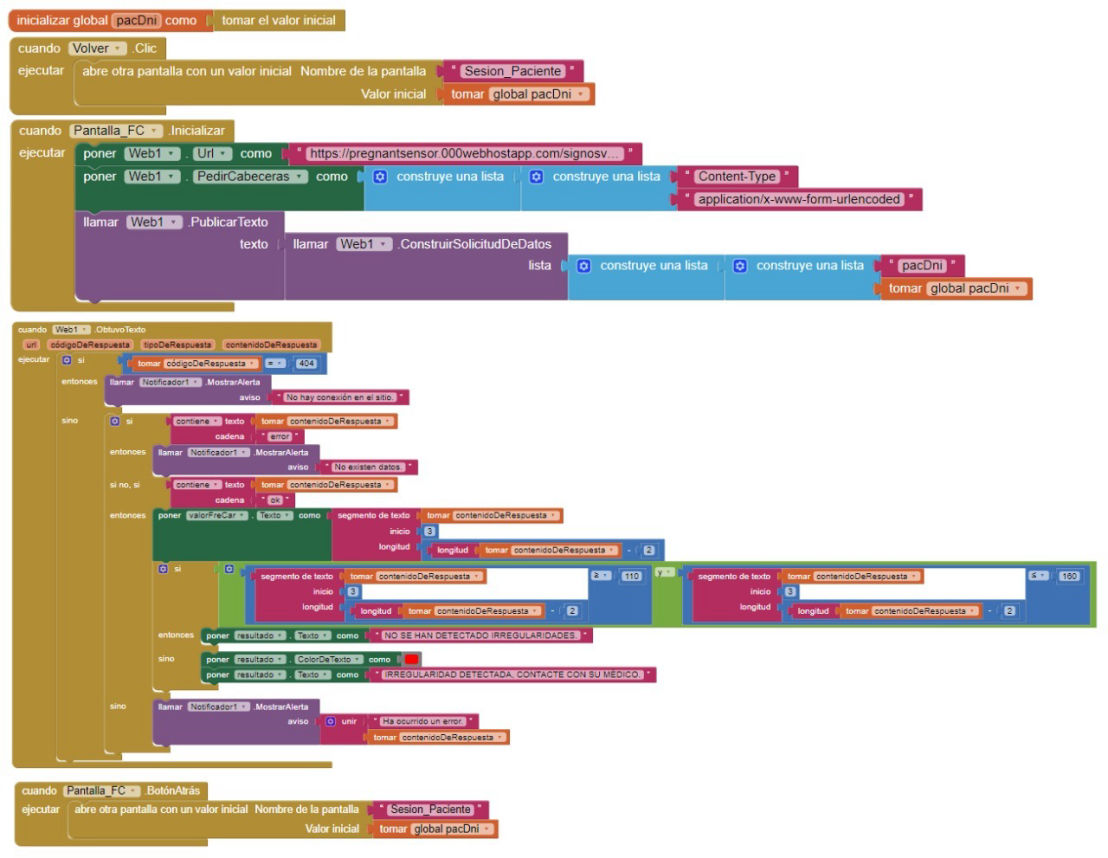 inicializar global pacDni como tomar el valor inicial
cuando Volver .Clic
ejecutar abre otra pantalla con un valor inicial Nombre de la pantalla " Sesion_Paciente "
Valor inicial tomar global pacDni
cuando Pantalla_FC .Inicializar
ejecutar poner Web1 . Url como " https://pregnantsensor.000webhostapp.com/signosv... "
poner Web1 . PedirCabeceras como construye una lista construye una lista " Content-Type "
" application/x-www-form-urlencoded "
llamar Web1 .PublicarTexto
texto llamar Web1 .ConstruirSolicitudDeDatos
lista construye una lista construye una lista " pacDni "
tomar global pacDni
cuando Web1 .ObtuvoTexto
url códigoDeRespuesta tipoDeRespuesta contenidoDeRespuesta
ejecutar si tomar códigoDeRespuesta = 404
entonces llamar Notificador1 .MostrarAlerta
aviso " No hay conexión en el sitio. "
sino si contiene texto tomar contenidoDeRespuesta
cadena " error "
entonces llamar Notificador1 .MostrarAlerta
aviso " No existen datos. "
si no, si contiene texto tomar contenidoDeRespuesta
cadena " ok "
entonces poner valorFreCar . Texto como segmento de texto tomar contenidoDeRespuesta
inicio 3
longitud longitud tomar contenidoDeRespuesta - 2
si segmento de texto tomar contenidoDeRespuesta ≥ 110 y segmento de texto tomar contenidoDeRespuesta ≤ 160
inicio 3 inicio 3
longitud longitud tomar contenidoDeRespuesta - 2 longitud longitud tomar contenidoDeRespuesta - 2
entonces poner resultado . Texto como " NO SE HAN DETECTADO IRREGULARIDADES. "
sino poner resultado . ColorDeTexto como
poner resultado . Texto como " IRREGULARIDAD DETECTADA, CONTACTE CON SU MÉDICO. "
sino llamar Notificador1 .MostrarAlerta
aviso unir " Ha ocurrido un error. "
tomar contenidoDeRespuesta
cuando Pantalla_FC .BotónAtrás
ejecutar abre otra pantalla con un valor inicial Nombre de la pantalla " Sesion_Paciente "
Valor inicial tomar global pacDni